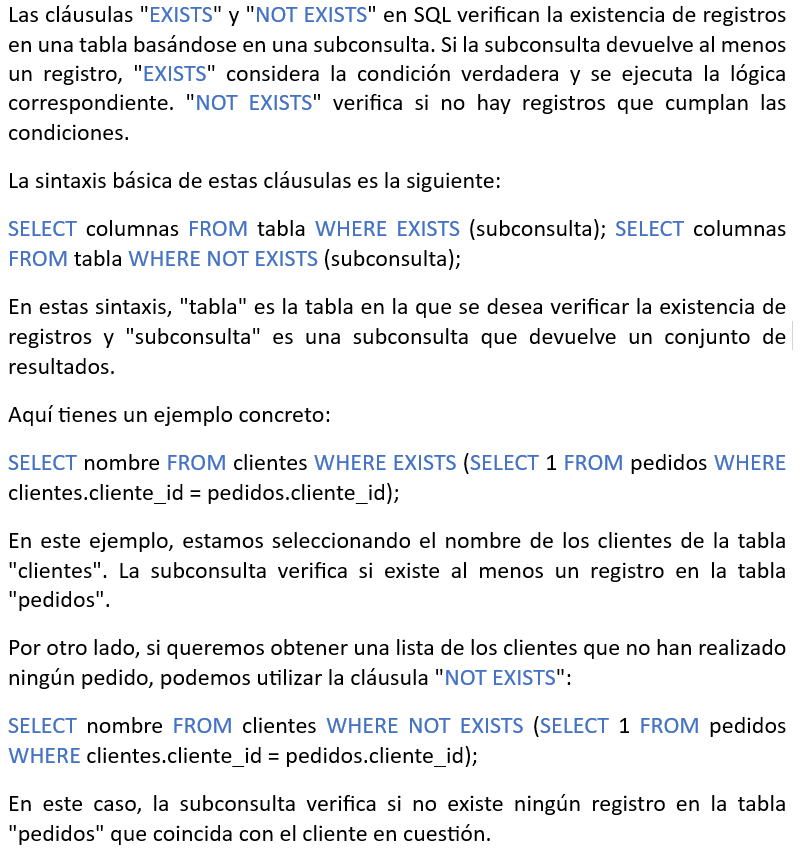 Las cláusulas "EXISTS" y "NOT EXISTS" en SQL verifican la existencia de registros
en una tabla basándose en una subconsulta. Si la subconsulta devuelve al menos
un registro, "EXISTS" considera la condición verdadera y se ejecuta la lógica
correspondiente. "NOT EXISTS" verifica si no hay registros que cumplan las
condiciones.
La sintaxis básica de estas cláusulas es la siguiente:
SELECT columnas FROM tabla WHERE EXISTS (subconsulta); SELECT columnas
FROM tabla WHERE NOT EXISTS (subconsulta);
En estas sintaxis, "tabla" es la tabla en la que se desea verificar la existencia de
registros y "subconsulta" es una subconsulta que devuelve un conjunto de
resultados.
Aquí tienes un ejemplo concreto:
SELECT nombre FROM clientes WHERE EXISTS (SELECT 1 FROM pedidos WHERE
clientes.cliente_id = pedidos.cliente_id);
En este ejemplo, estamos seleccionando el nombre de los clientes de la tabla
"clientes". La subconsulta verifica si existe al menos un registro en la tabla
"pedidos".
Por otro lado, si queremos obtener una lista de los clientes que no han realizado
ningún pedido, podemos utilizar la cláusula "NOT EXISTS":
SELECT nombre FROM clientes WHERE NOT EXISTS (SELECT 1 FROM pedidos
WHERE clientes.cliente_id = pedidos.cliente_id);
En este caso, la subconsulta verifica si no existe ningún registro en la tabla
"pedidos" que coincida con el cliente en cuestión.